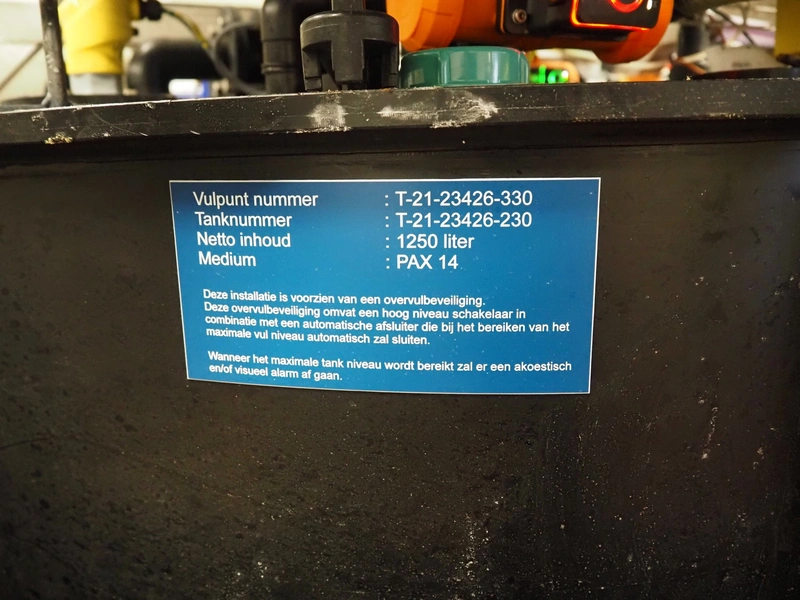 Vulpunt nummer : T-21-23426-330
Tanknummer : T-21-23426-230
Netto inhoud : 1250 liter
Medium : PAX 14
Deze installatie is voorzien van een overvulbeveiliging.
Deze overvulbeveiliging omvat een hoog niveau schakelaar in
combinatie met een automatische afsluiter die bij het bereiken van het
maximale vul niveau automatisch zal sluiten.
Wanneer het maximale tank niveau wordt bereikt zal er een akoestisch
en/of visueel alarm af gaan.